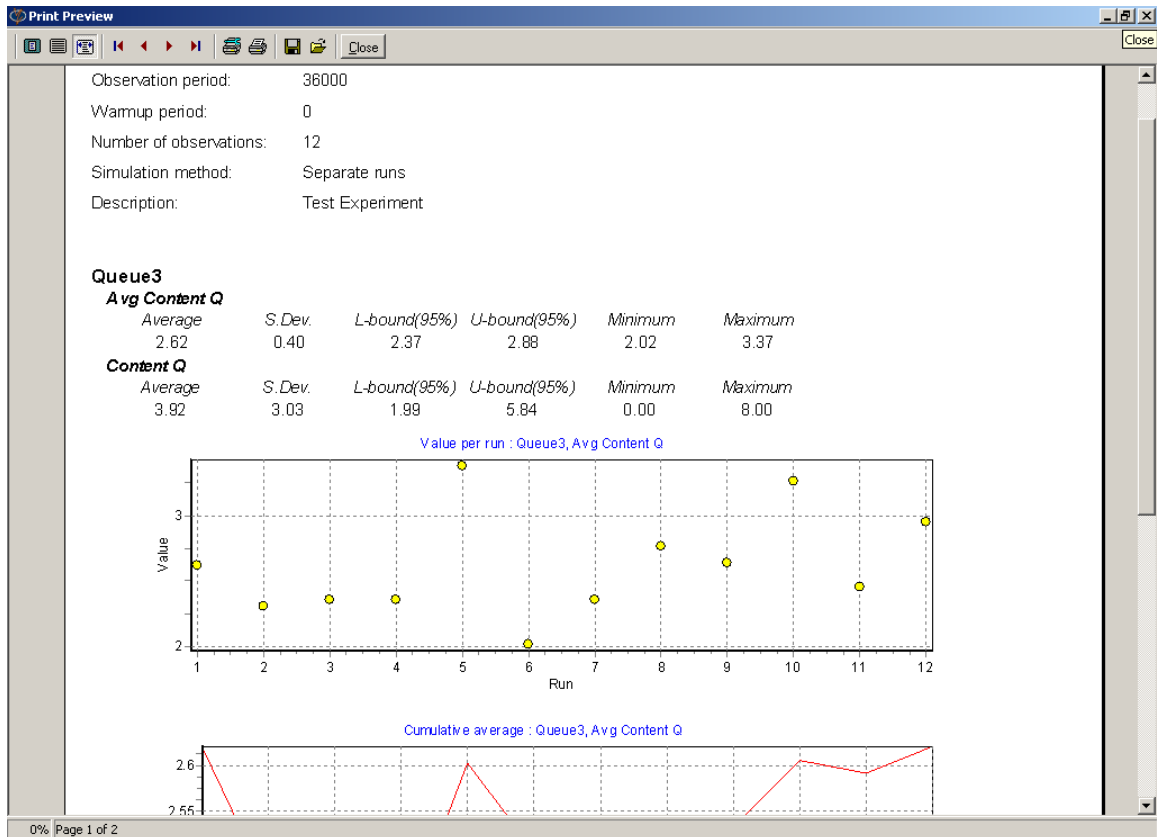 Print Preview
Close
Close
Observation period: 36000
Warmup period: 0
Number of observations: 12
Simulation method: Separate runs
Description: Test Experiment
Queue3
Avg Content Q
Average S.Dev. L-bound(95%) U-bound(95%) Minimum Maximum
2.62 0.40 2.37 2.88 2.02 3.37
Content Q
Average S.Dev. L-bound(95%) U-bound(95%) Minimum Maximum
3.92 3.03 1.99 5.84 0.00 8.00
Value per run : Queue3, Avg Content Q
3
Value
2
1 2 3 4 5 6 7 8 9 10 11 12
Run
Cumulative average : Queue3, Avg Content Q
2.6
2.55
0% Page 1 of 2